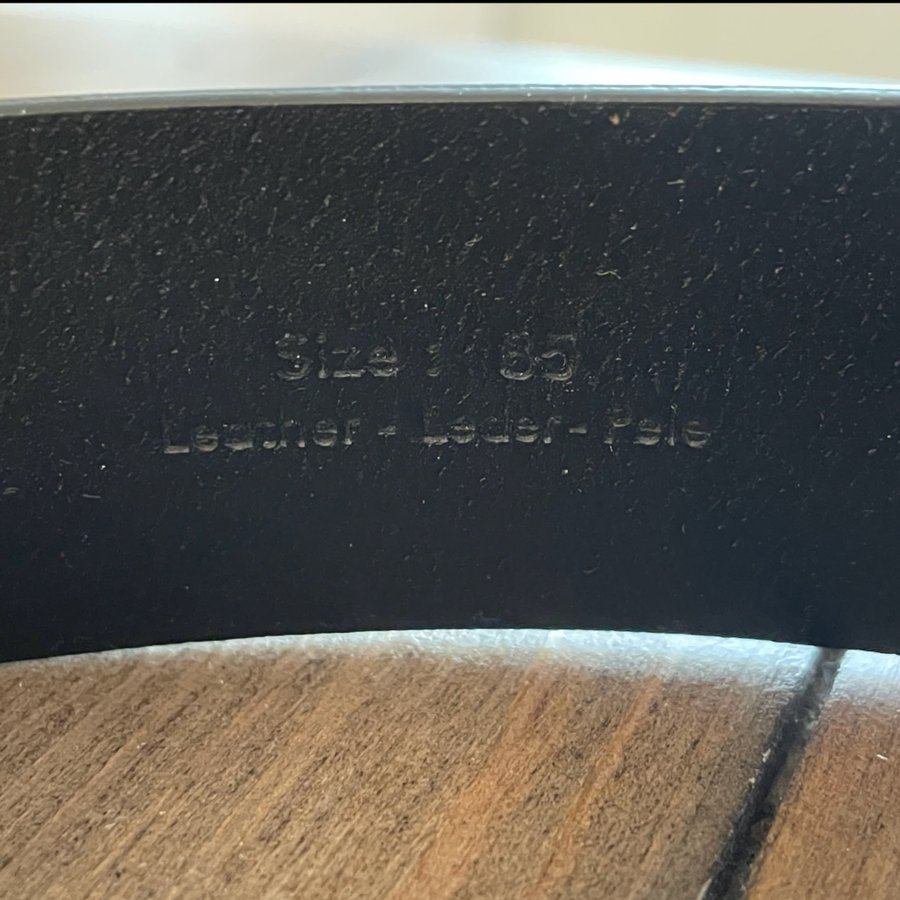 Size : 85
Leather - Leder- Pele